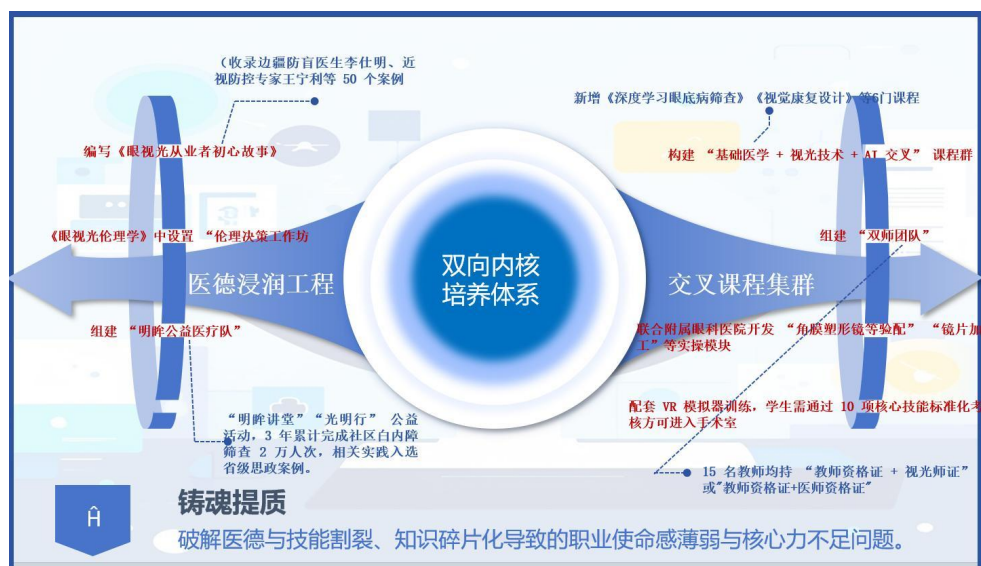 （收录边疆防盲医生李仕明、近
视防控专家王宁利等 50 个案例
编写《眼视光从业者初心故事》
《眼视光伦理学》中设置 “伦理决策工作坊
医德浸润工程
组建 “明眸公益医疗队”
“明眸讲堂”“光明行” 公益
活动，3 年累计完成社区白内障
筛查 2 万人次，相关实践入选
省级思政案例。
双向内核
培养体系
新增《深度学习眼底病筛查》《视觉康复设计》等6门课程
构建 “基础医学 + 视光技术 + AI 交叉” 课程群
组建 “双师团队”
交叉课程集群
联合附属眼科医院开发 “角膜塑形镜等验配” “镜片加
工”等实操模块
配套 VR 模拟器训练，学生需通过 10 项核心技能标准化考
核方可进入手术室
15 名教师均持 “教师资格证 + 视光师证”
或"教师资格证+医师资格证"
Ĥ
铸魂提质
破解医德与技能割裂、知识碎片化导致的职业使命感薄弱与核心力不足问题。